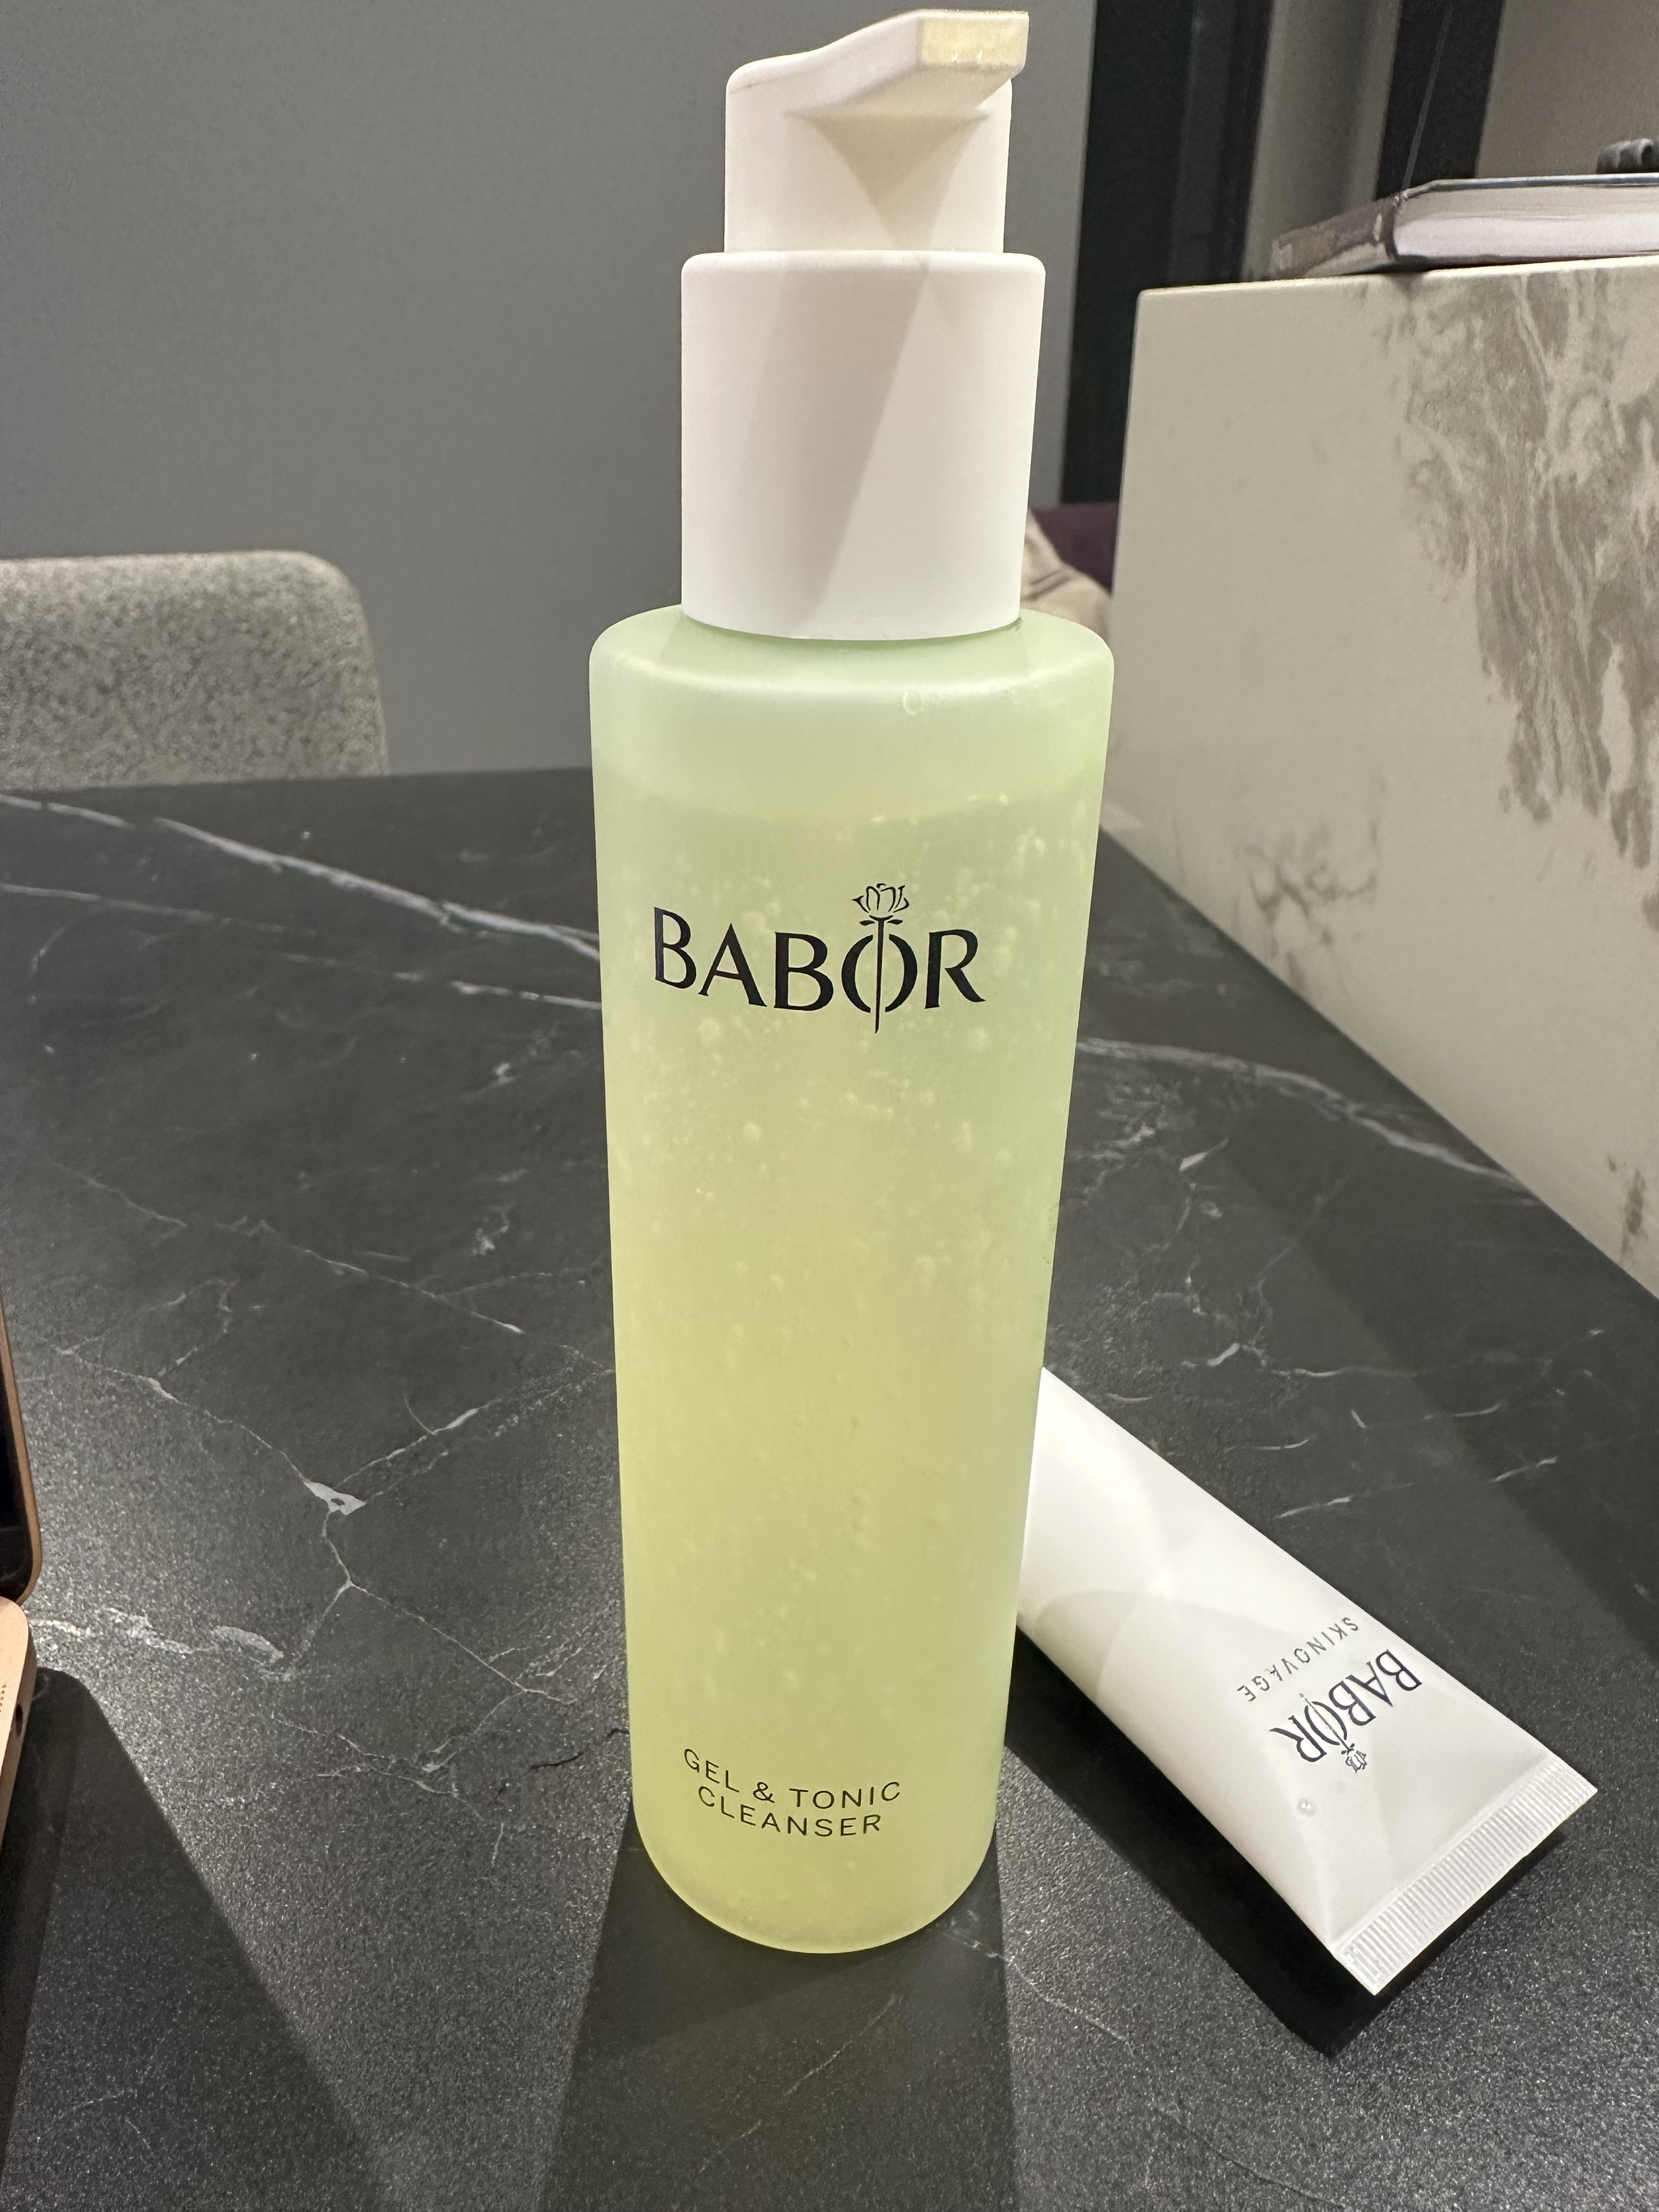 BABOR
GEL & TONIC
CLEANSER
BABOR
SKINOVAGE